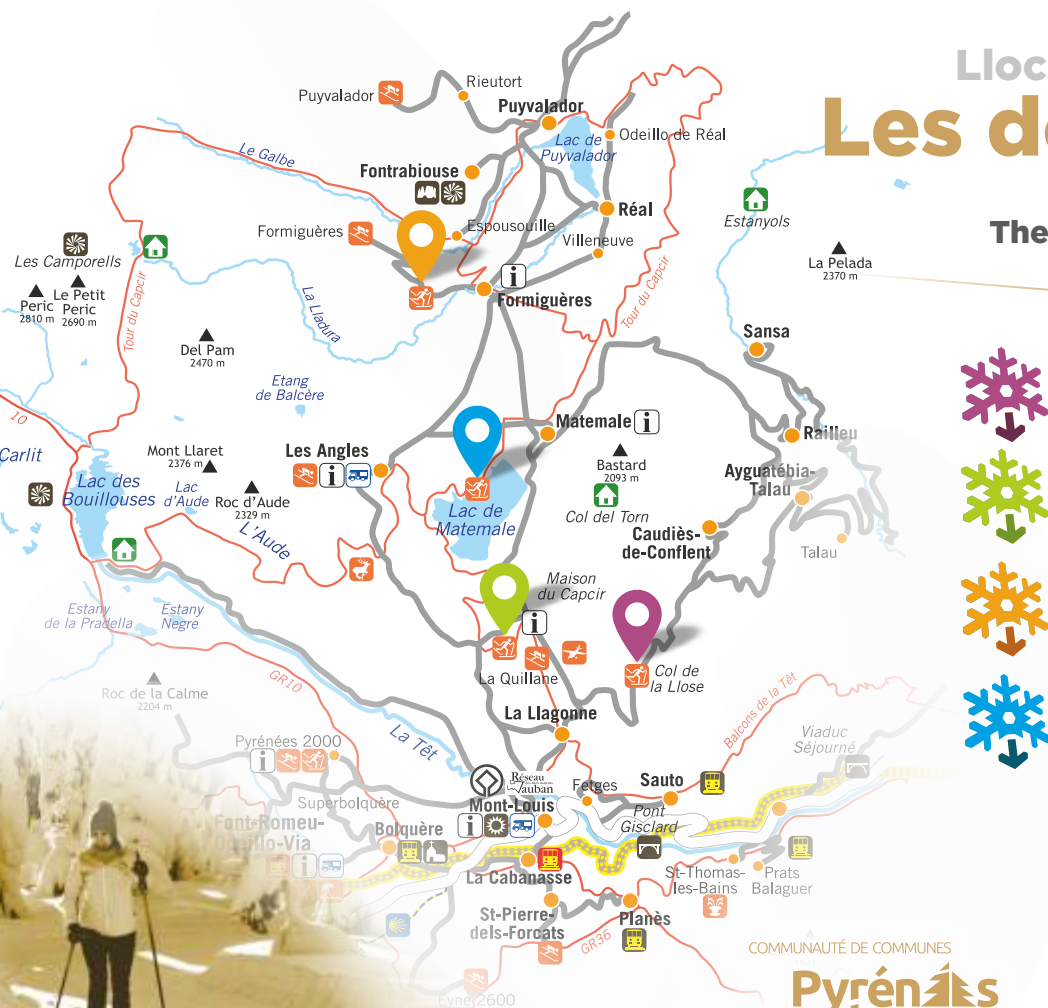 Lloc
Les d
The
Puyvalador
Rieutort
Puyvalador
Odeillo de Réal
Lac de
Puyvalador
Le Galbe
Fontrabiouse
Réal
Estanyols
Formiguères
Espousouille
Villeneuve
La Pelada
2370 m
Les Camporells
Le Petit
Peric
2690 m
Peric
2810 m
Tour du Capcir
La Lladura
i
Formiguères
Tour du Capcir
Sansa
Del Pam
2470 m
Etang
de Balcère
10
Carlit
Matemale
i
Railleu
Les Angles
i
Mont Llaret
2376 m
Bastard
2093 m
Ayguatébia-
Talau
Lac des
Bouillouses
Lac
d'Aude
Roc d'Aude
2329 m
Lac de
Matemale
Col del Torn
L'Aude
Caudiès-
de-Conflent
Talau
Maison
du Capcir
i
Estany
de la Pradella
Estany
Negre
La Quillane
Col de
la Llose
Roc de la Calme
2204 m
GR10
La Llagonne
Balcons de la Têt
La Têt
Viaduc
Séjourné
Pyrénées 2000
i
Réseau
Vauban
Fetges
Sauto
Superbolquère
Mont-Louis
i
Pont
Gisclard
Font-Romeu-
illo-Via
i
Bolquère
La Cabanasse
St-Thomas-
les-Bains
Prats
Balaguer
St-Pierre-
dels-Forcats
Planès
GR36
Eyne 2600
COMMUNAUTÉ DE COMMUNES
Pyrénées